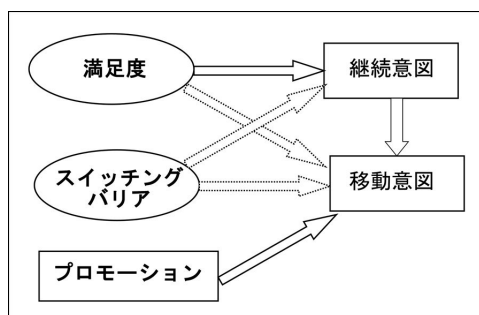 満足度
継続意図
スイッチング
バリア
移動意図
プロモーション